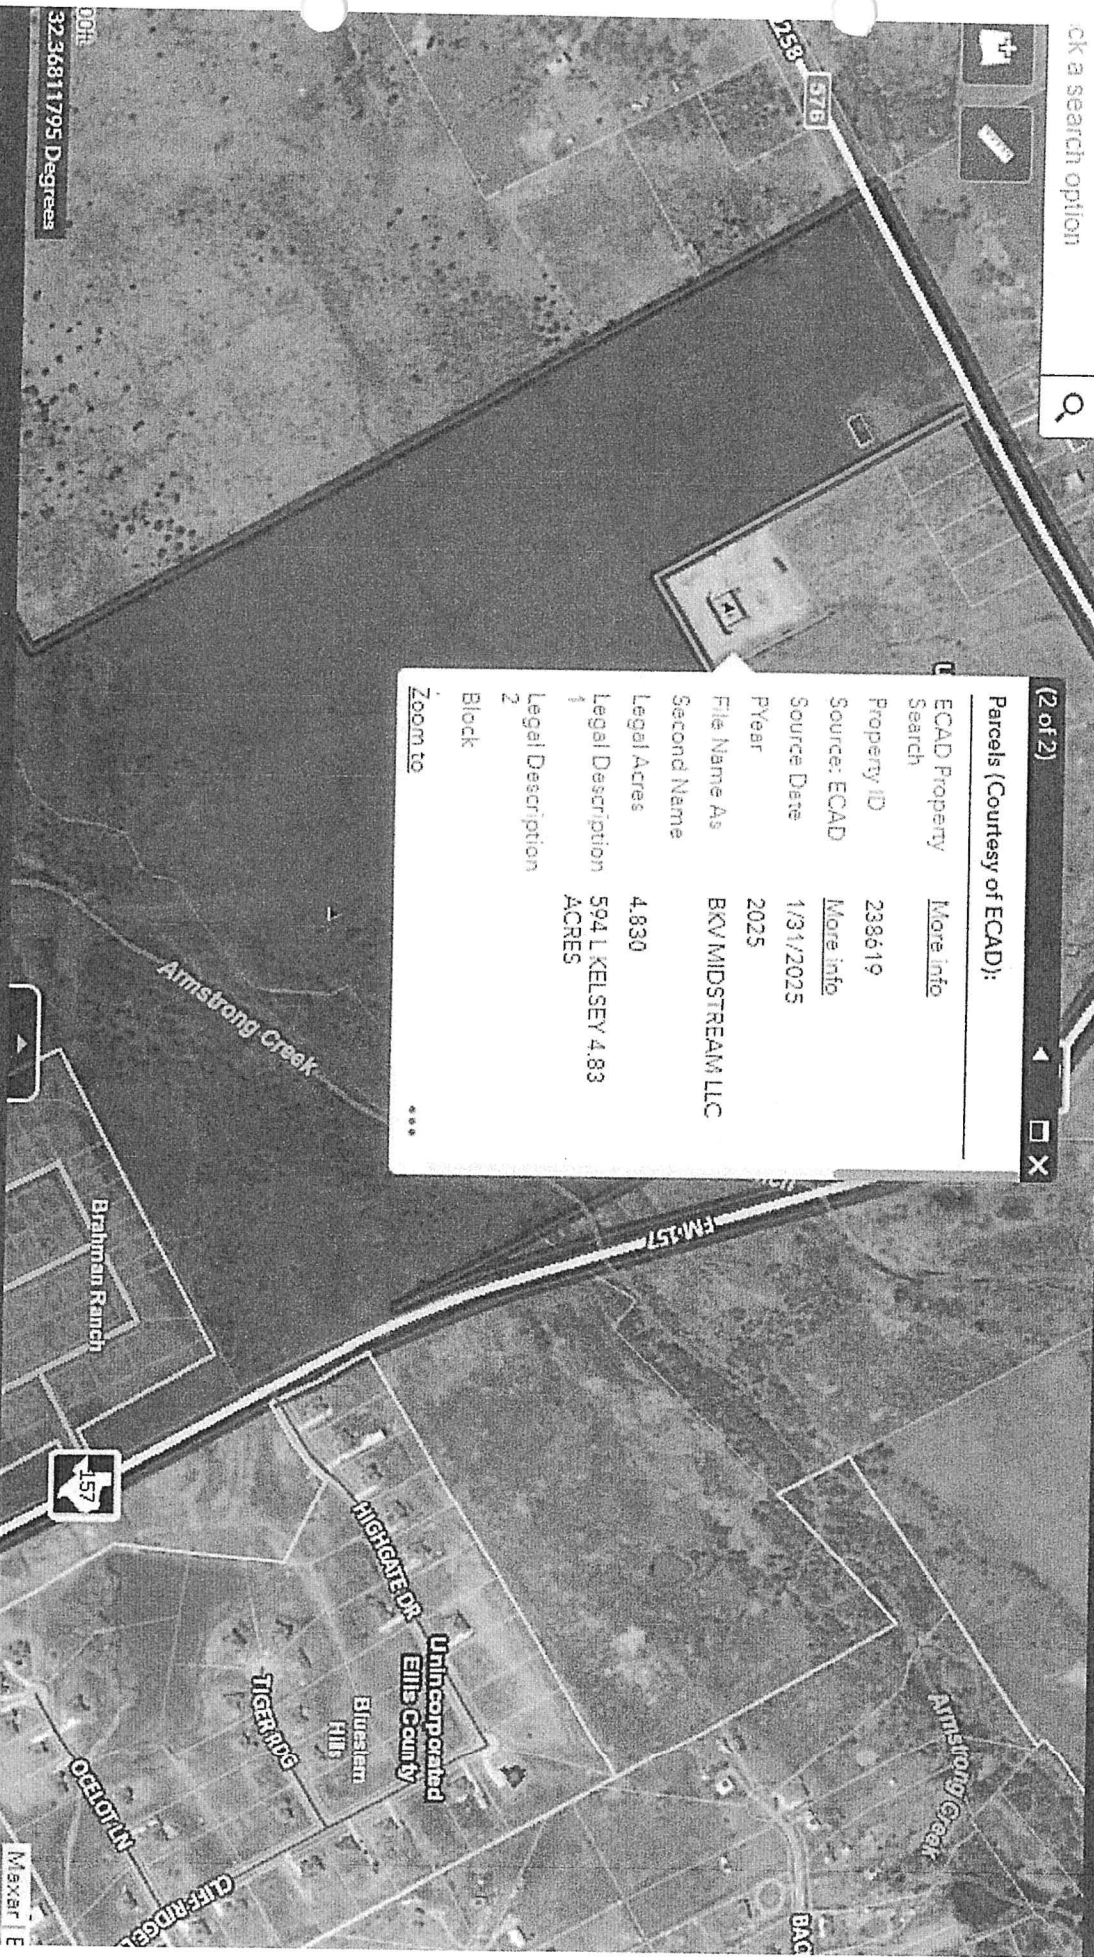 ck a search option
(2 of 2)
Parcels (Courtesy of ECAD):
ECAD Property Search More info
Property ID 238619
Source: ECAD More info
Source Date 1/31/2025
PYear 2025
File Name As BKV MIDSTREAM LLC
Second Name
Legal Acres 4.830
Legal Description 1 594 L KELSEY 4.83 ACRES
Legal Description 2
Block
Zoom to
•••
258
576
FM-157
Armstrong Creek
Armstrong Creek
Brahman Ranch
157
HIGHGATE DR
Unincorporated
Ellis County
Bluestem
Hills
TIGER RDG
OCELOT LN
CLIFF RIDGE
BAC
00ft
32.36811795 Degrees
Maxar | E